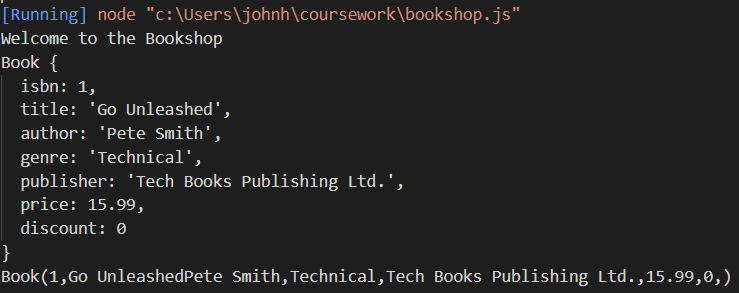 [Running] node "c:\Users\johnh\coursework\bookshop.js"
Welcome to the Bookshop
Book {
  isbn: 1,
  title: 'Go Unleashed',
  author: 'Pete Smith',
  genre: 'Technical',
  publisher: 'Tech Books Publishing Ltd.',
  price: 15.99,
  discount: 0
}
Book(1,Go UnleashedPete Smith,Technical,Tech Books Publishing Ltd.,15.99,0,)